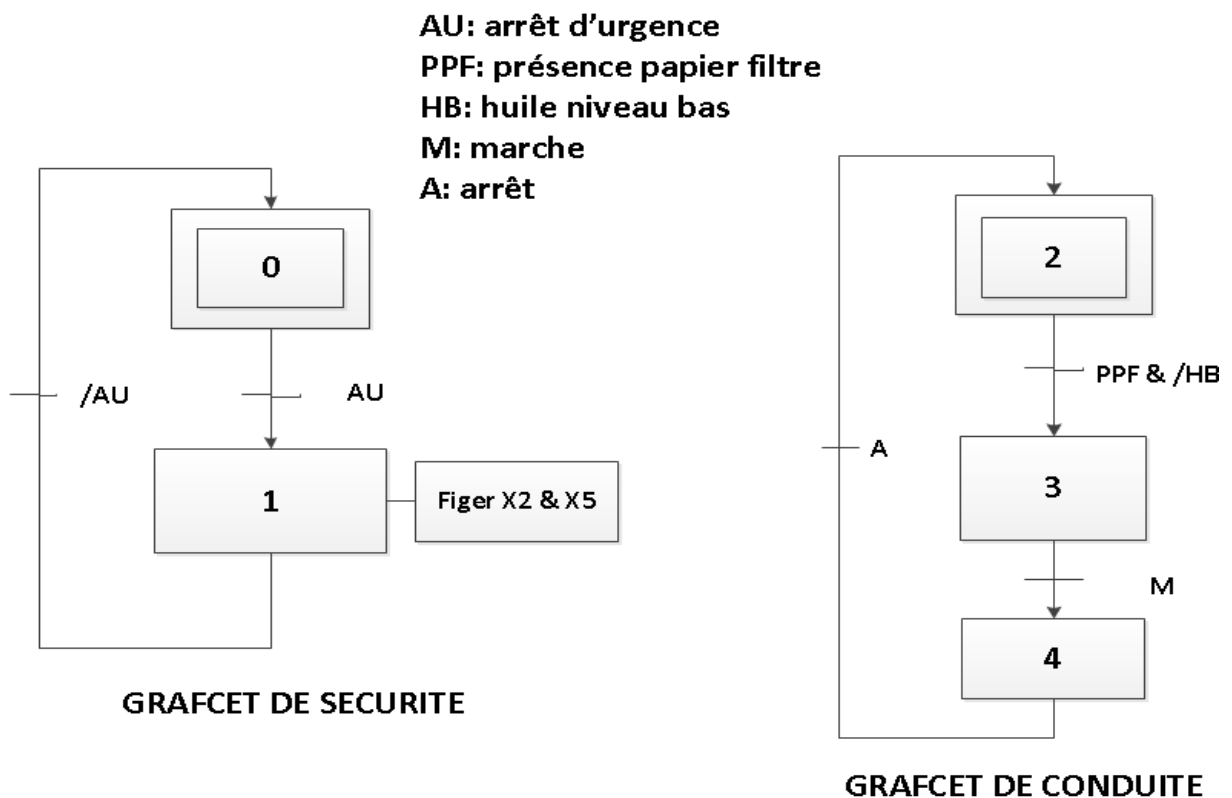 AU: arrêt d'urgence
PPF: présence papier filtre
HB: huile niveau bas
M: marche
A: arrêt
0
/AU
AU
1
Figer X2 & X5
GRAFCET DE SECURITE
2
PPF & /HB
A
3
M
4
GRAFCET DE CONDUITE